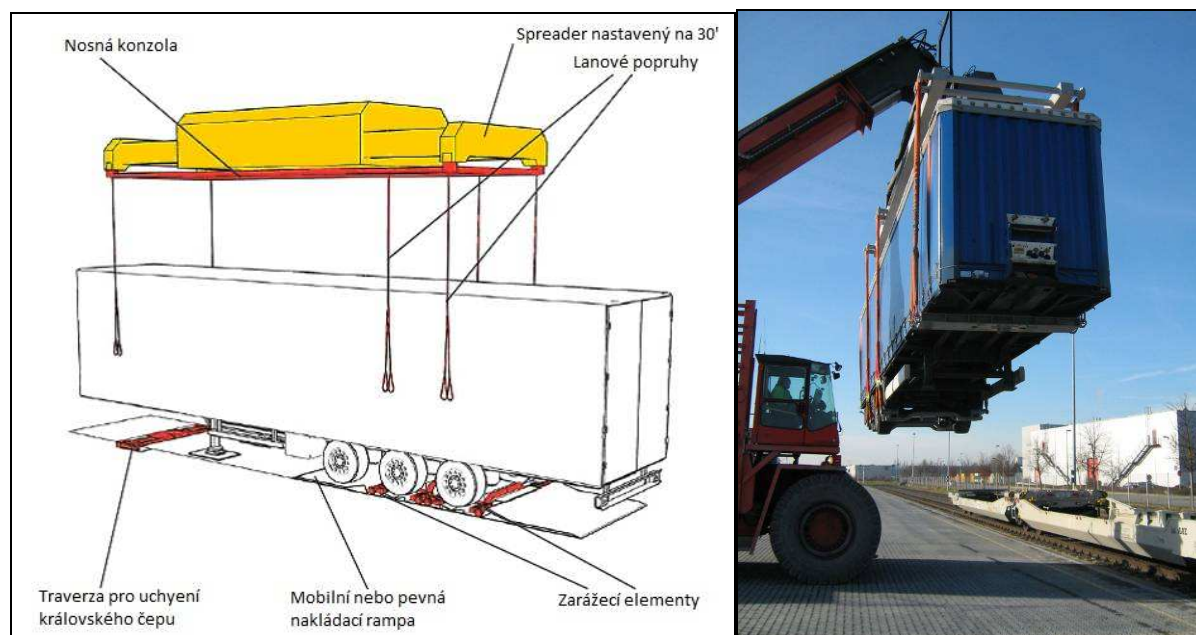 Nosná konzola
Spreader nastavený na 30'
Lanové popruhy
Traverza pro uchyení
královského čepu
Mobilní nebo pevná
nakládací rampa
Zarážecí elementy